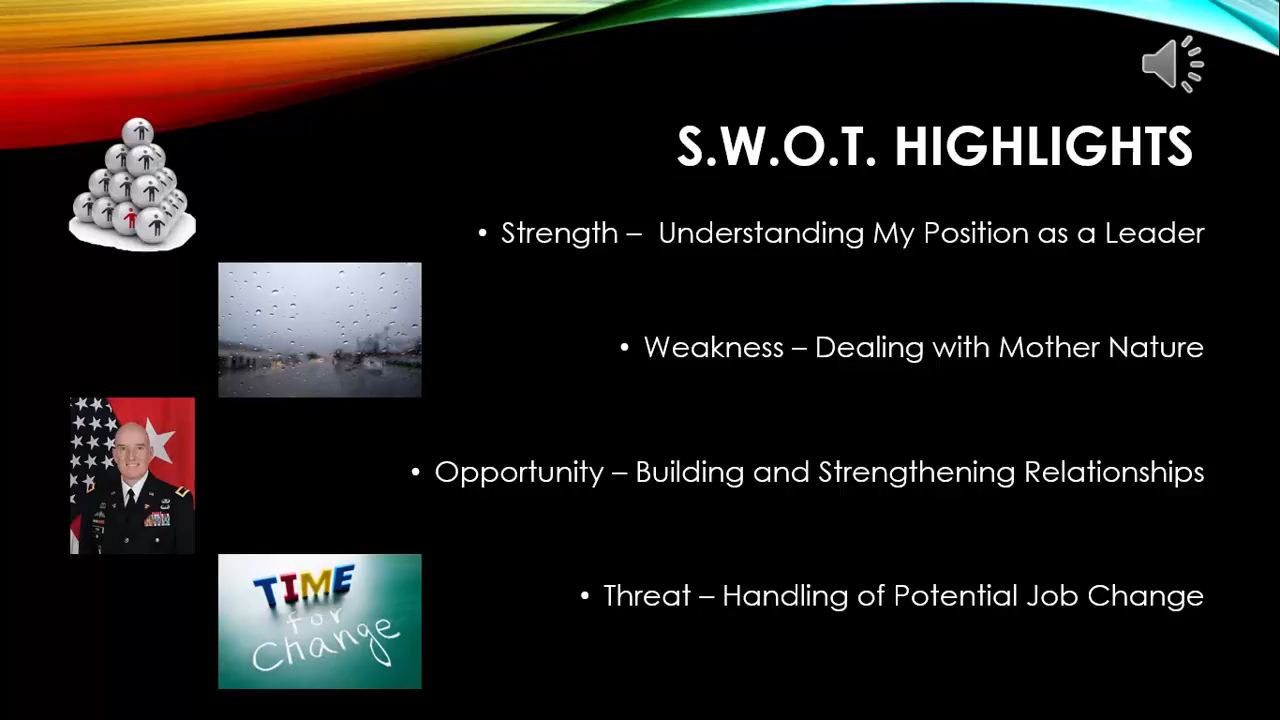 S.W.O.T. HIGHLIGHTS
• Strength –  Understanding My Position as a Leader
• Weakness – Dealing with Mother Nature
• Opportunity – Building and Strengthening Relationships
TIME
for
Change
• Threat – Handling of Potential Job Change